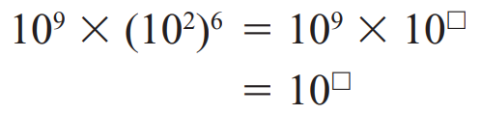 10⁹ × (10²)⁶ = 10⁹ × 10□
= 10□